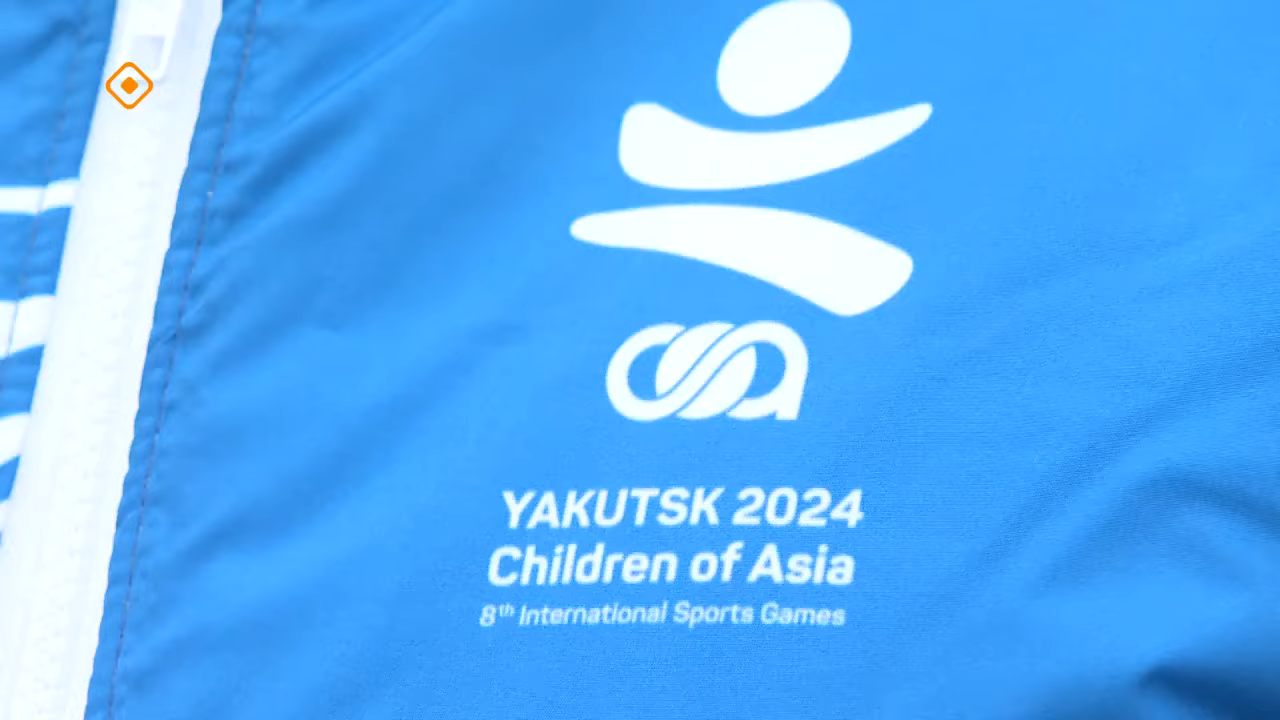 YAKUTSK 2024
Children of Asia
8th International Sports Games